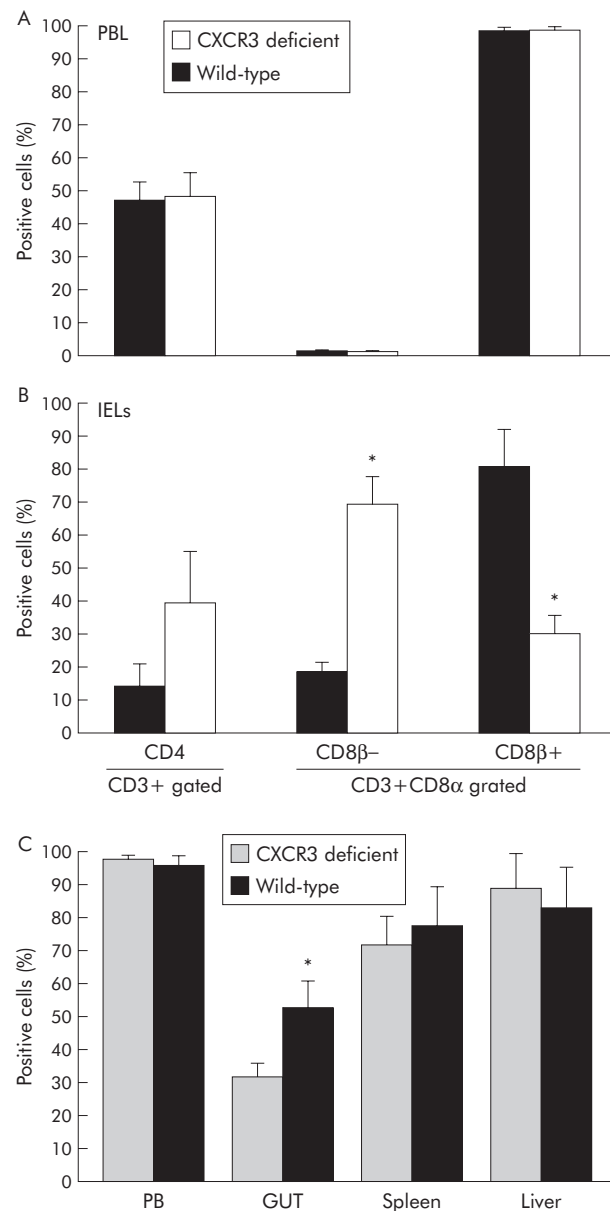 A
PBL
CXCR3 deficient
Wild-type
Positive cells (%)
100
90
80
70
60
50
40
30
20
10
0
B
IELs
Positive cells (%)
100
90
80
70
60
50
40
30
20
10
0
*
*
CD4
CD8β–
CD8β+
CD3+ gated
CD3+CD8α grated
C
CXCR3 deficient
Wild-type
Positive cells (%)
100
90
80
70
60
50
40
30
20
10
0
*
PB
GUT
Spleen
Liver